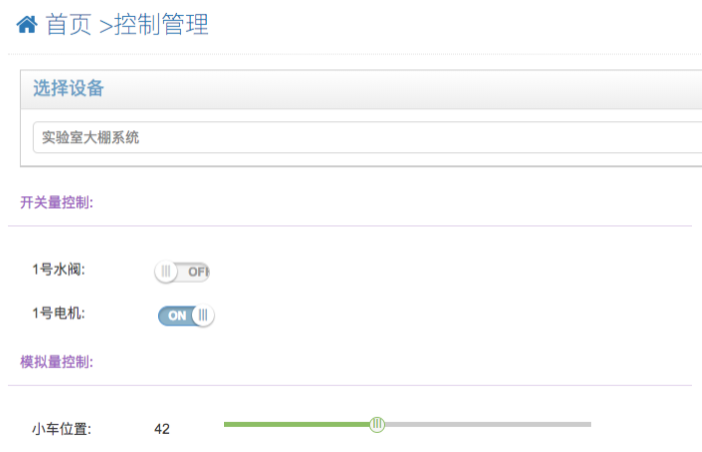 首页 >控制管理
选择设备
实验室大棚系统
开关量控制:
1号水阀: OFF
1号电机: ON
模拟量控制:
小车位置: 42